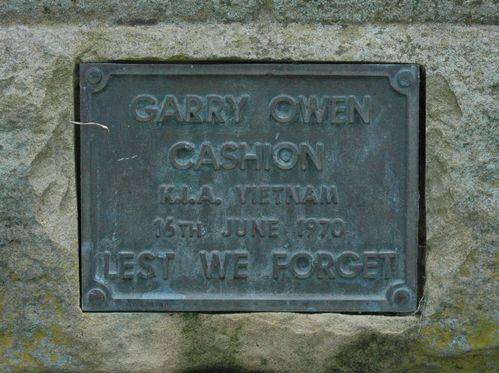 GARRY OWEN
CASHION
K.I.A. VIETNAM
16TH JUNE 1970
LEST WE FORGET